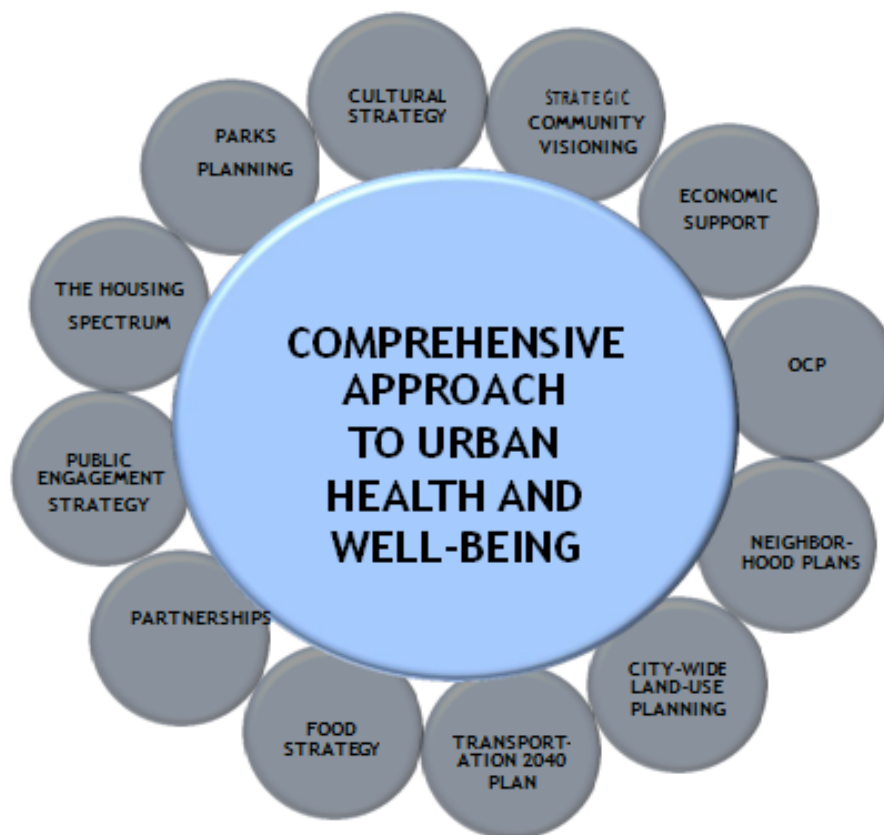 CULTURAL
STRATEGY
STRATEGIC
COMMUNITY
VISIONING
ECONOMIC
SUPPORT
OCP
NEIGHBOR-
HOOD PLANS
CITY-WIDE
LAND-USE
PLANNING
TRANSPORT-
ATION 2040
PLAN
FOOD
STRATEGY
PARTNERSHIPS
PUBLIC
ENGAGEMENT
STRATEGY
THE HOUSING
SPECTRUM
PARKS
PLANNING
COMPREHENSIVE
APPROACH
TO URBAN
HEALTH AND
WELL-BEING